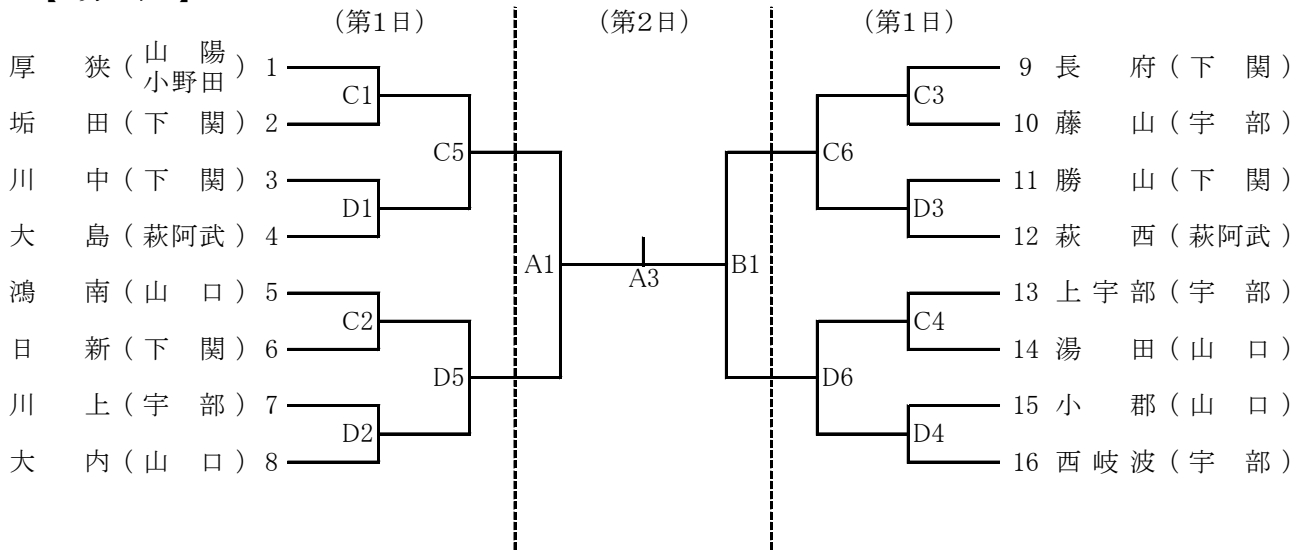 (第1日) (第2日) (第1日)
厚 狭 ( 山 陽 小野田 ) 1
C1
垢 田 ( 下 関 ) 2
C5
川 中 ( 下 関 ) 3
D1
大 島 ( 萩阿武 ) 4
A1
鴻 南 ( 山 口 ) 5
C2
日 新 ( 下 関 ) 6
D5
川 上 ( 宇 部 ) 7
D2
大 内 ( 山 口 ) 8
A3
9 長 府 ( 下 関 )
C3
10 藤 山 ( 宇 部 )
C6
11 勝 山 ( 下 関 )
D3
12 萩 西 ( 萩阿武 )
B1
13 上 宇 部 ( 宇 部 )
C4
14 湯 田 ( 山 口 )
D6
15 小 郡 ( 山 口 )
D4
16 西 岐 波 ( 宇 部 )